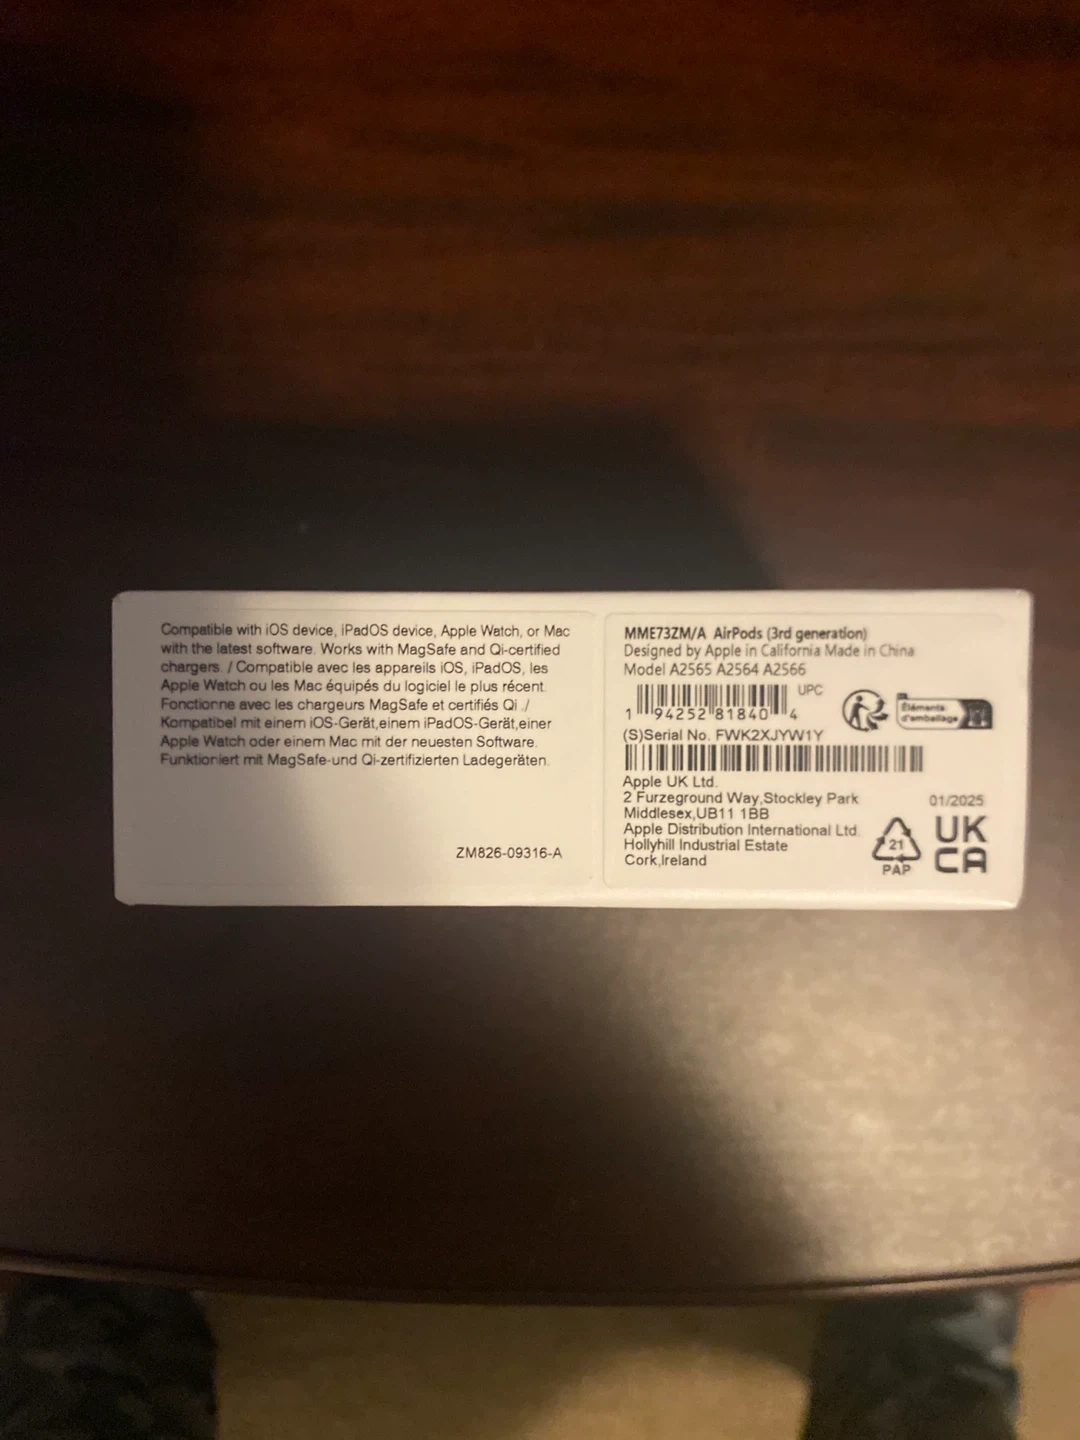 Compatible with iOS device, iPadOS device, Apple Watch, or Mac
with the latest software. Works with MagSafe and Qi-certified
chargers. / Compatible avec les appareils iOS, iPadOS, les
Apple Watch ou les Mac équipés du logiciel le plus récent.
Fonctionne avec les chargeurs MagSafe et certifiés Qi ./
Kompatibel mit einem iOS-Gerät,einem iPadOS-Gerät,einer
Apple Watch oder einem Mac mit der neuesten Software.
Funktioniert mit MagSafe-und Qi-zertifizierten Ladegeräten.
ZM826-09316-A
MME73ZM/A AirPods (3rd generation)
Designed by Apple in California Made in China
Model A2565 A2564 A2566
UPC
1 94252 81840 4
Éléments
d'emballage
(S)Serial No. FWK2XJYW1Y
Apple UK Ltd.
2 Furzeground Way,Stockley Park
Middlesex,UB11 1BB
Apple Distribution International Ltd.
Hollyhill Industrial Estate
Cork,Ireland
01/2025
21
PAP
UK
CA